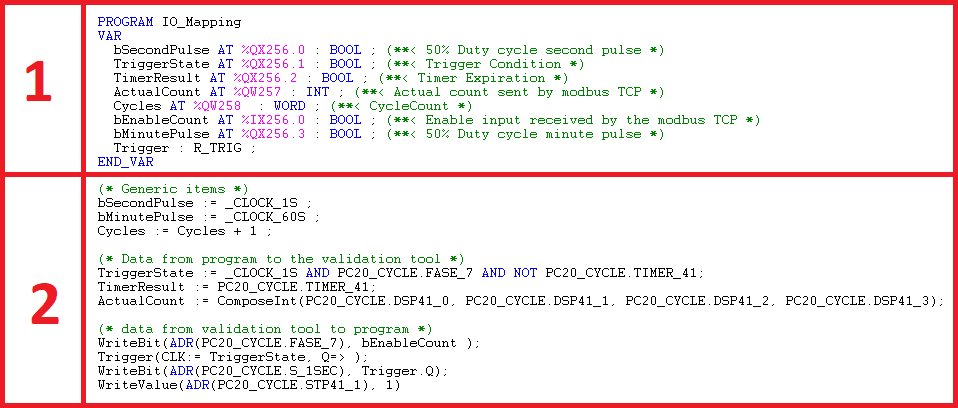 1
PROGRAM IO_Mapping
VAR
bSecondPulse AT %QX256.0 : BOOL ; (**< 50% Duty cycle second pulse *)
TriggerState AT %QX256.1 : BOOL ; (**< Trigger Condition *)
TimerResult AT %QX256.2 : BOOL ; (**< Timer Expiration *)
ActualCount AT %QW257 : INT ; (**< Actual count sent by modbus TCP *)
Cycles AT %QW258 : WORD ; (**< CycleCount *)
bEnableCount AT %IX256.0 : BOOL ; (**< Enable input received by the modbus TCP *)
bMinutePulse AT %QX256.3 : BOOL ; (**< 50% Duty cycle minute pulse *)
Trigger : R_TRIG ;
END_VAR
2
(* Generic items *)
bSecondPulse := _CLOCK_1S ;
bMinutePulse := _CLOCK_60S ;
Cycles := Cycles + 1 ;
(* Data from program to the validation tool *)
TriggerState := _CLOCK_1S AND PC20_CYCLE.FASE_7 AND NOT PC20_CYCLE.TIMER_41;
TimerResult := PC20_CYCLE.TIMER_41;
ActualCount := ComposeInt(PC20_CYCLE.DSP41_0, PC20_CYCLE.DSP41_1, PC20_CYCLE.DSP41_2, PC20_CYCLE.DSP41_3);
(* data from validation tool to program *)
WriteBit(ADR(PC20_CYCLE.FASE_7), bEnableCount );
Trigger(CLK:= TriggerState, Q=> );
WriteBit(ADR(PC20_CYCLE.S_1SEC), Trigger.Q);
WriteValue(ADR(PC20_CYCLE.STP41_1), 1)